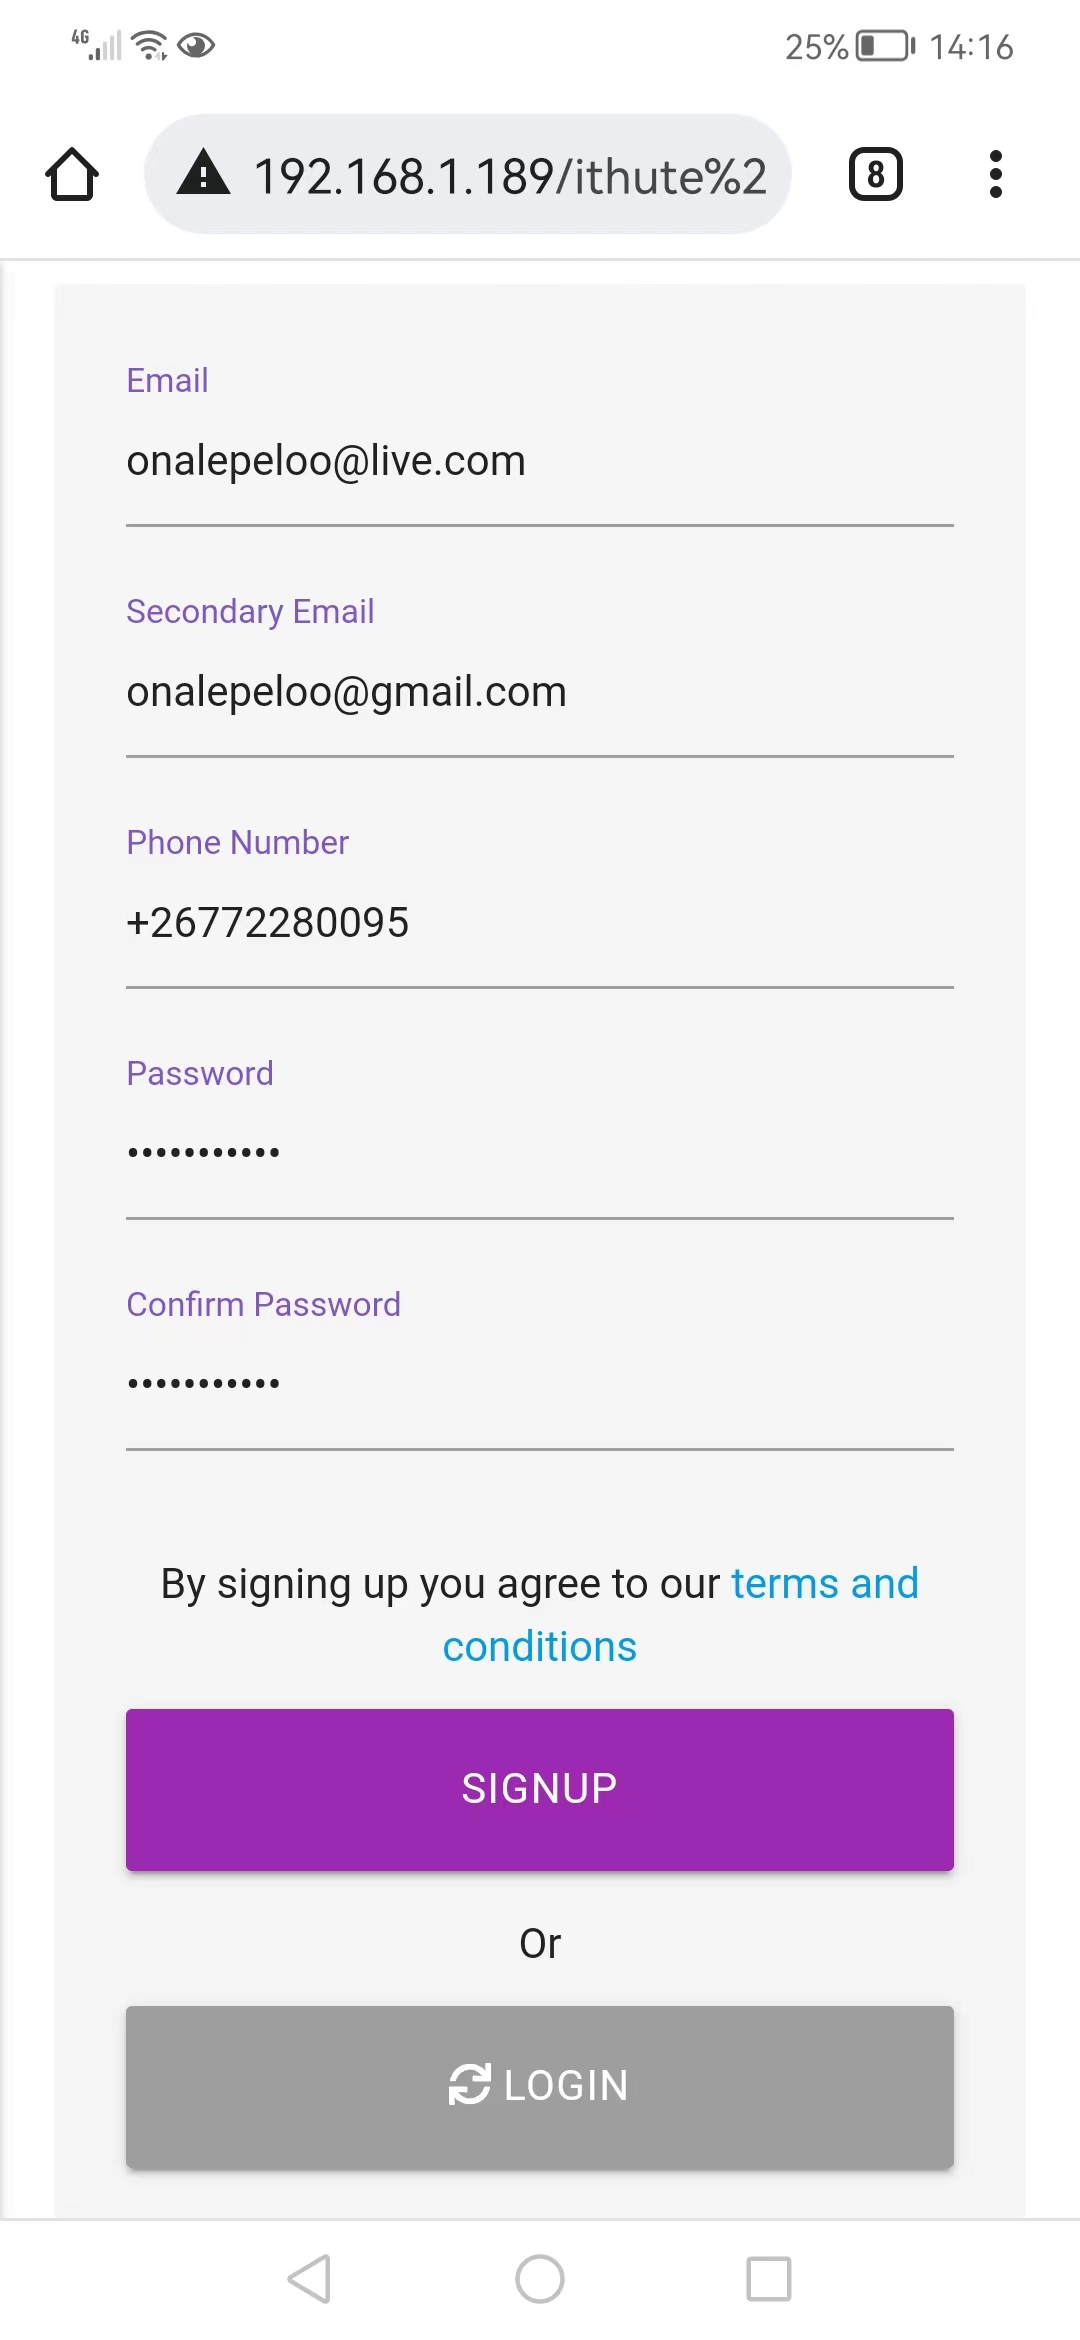 4G 25% 14:16
192.168.1.189/ithute%2 8
Email
onalepeloo@live.com
Secondary Email
onalepeloo@gmail.com
Phone Number
+26772280095
Password
•••••••••••
Confirm Password
•••••••••••
By signing up you agree to our terms and
conditions
SIGNUP
Or
LOGIN